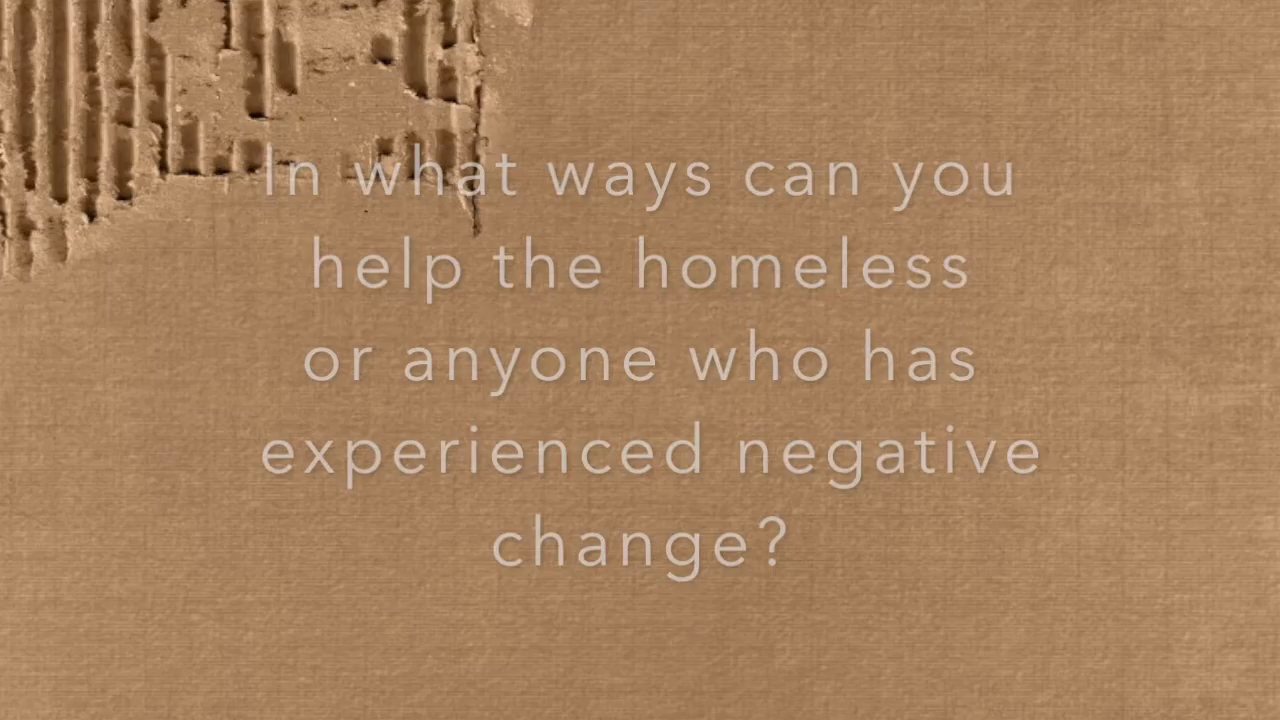 In what ways can you
help the homeless
or anyone who has
experienced negative
change?